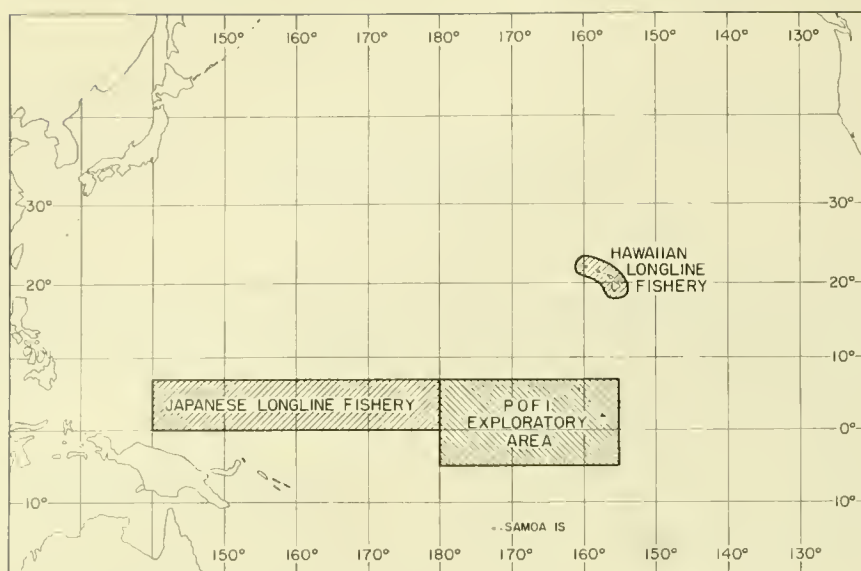 150° 160° 170° 180° 170° 160° 150° 140° 130°
30° 30°
HAWAIIAN
LONGLINE
FISHERY
20° 20°
10° 10°
JAPANESE LONGLINE FISHERY
POFI
EXPLORATORY
AREA
0°
10° 10°
SAMOA IS
150° 160° 170° 180° 170° 160° 150° 140° 130°